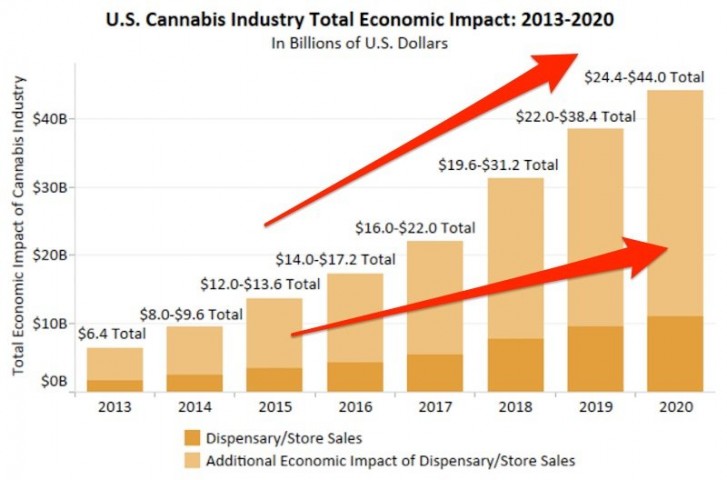 U.S. Cannabis Industry Total Economic Impact: 2013-2020
In Billions of U.S. Dollars
Total Economic Impact of Cannabis Industry
$40B
$30B
$20B
$10B
$0B
$6.4 Total
$8.0-$9.6 Total
$12.0-$13.6 Total
$14.0-$17.2 Total
$16.0-$22.0 Total
$19.6-$31.2 Total
$22.0-$38.4 Total
$24.4-$44.0 Total
2013 2014 2015 2016 2017 2018 2019 2020
Dispensary/Store Sales
Additional Economic Impact of Dispensary/Store Sales